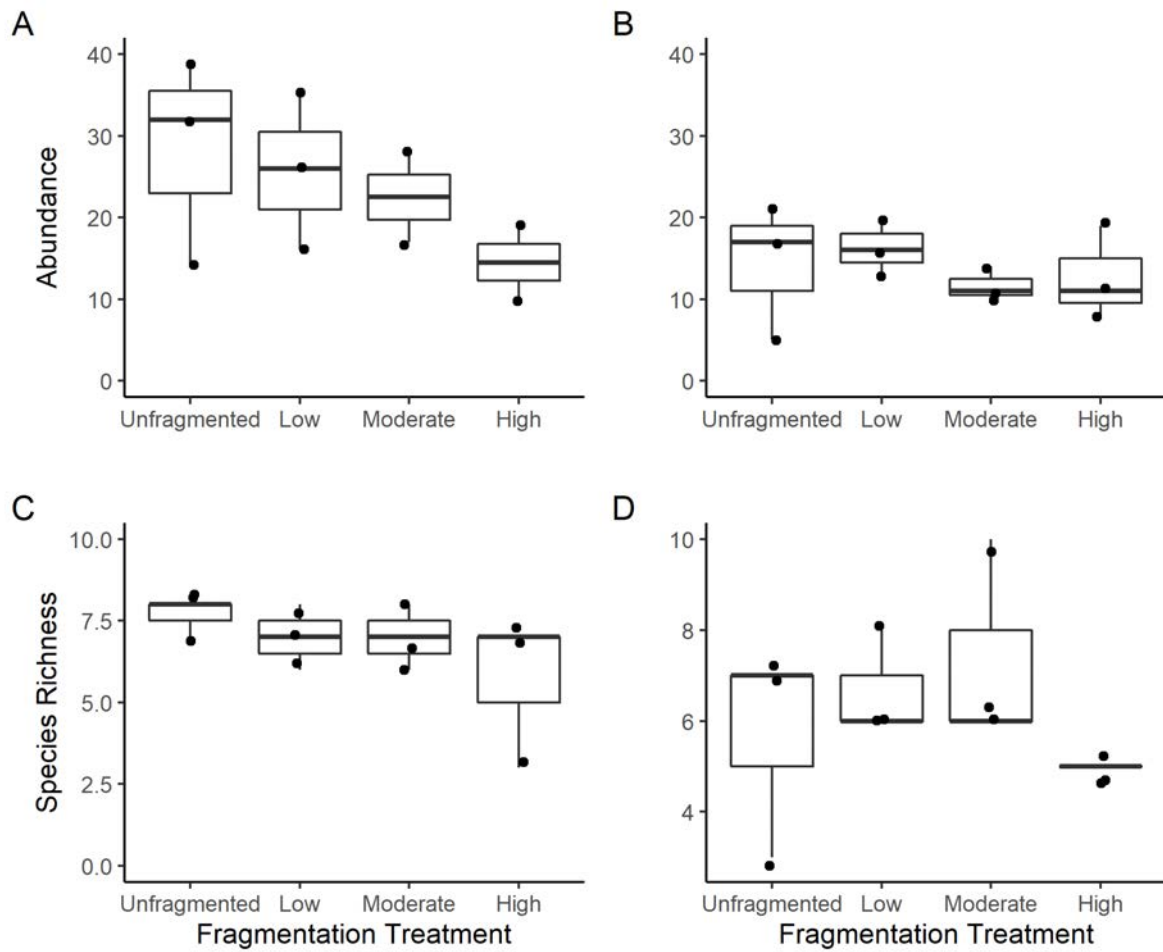 A
B
40
30
20
10
0
Abundance
Unfragmented Low Moderate High
40
30
20
10
0
Unfragmented Low Moderate High
C
D
10.0
7.5
5.0
2.5
0.0
Species Richness
Unfragmented Low Moderate High
Fragmentation Treatment
10
8
6
4
Unfragmented Low Moderate High
Fragmentation Treatment